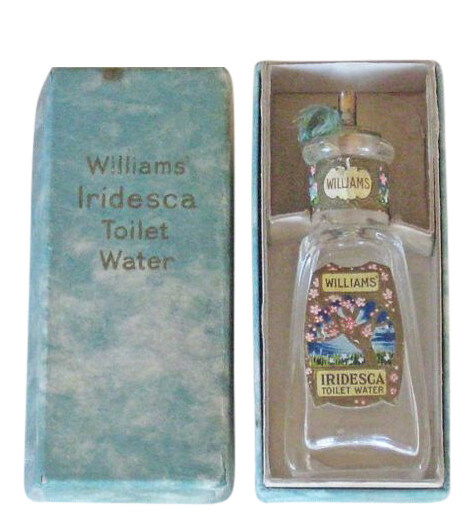 Williams'
Iridesca
Toilet
Water
WILLIAMS
WILLIAMS'
IRIDESCA
TOILET WATER